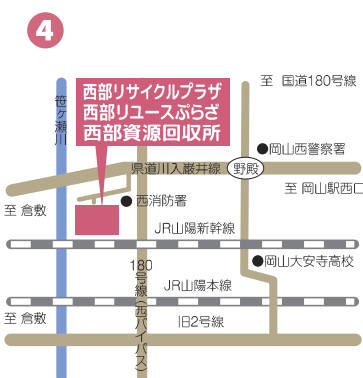 4
西部リサイクルプラザ
西部リユースぷらざ
西部資源回収所
至 国道180号線
笹ヶ瀬川
岡山西警察署
県道川入巌井線
野殿
至 岡山駅西口
西消防署
至 倉敷
JR山陽新幹線
岡山大安寺高校
180号線(西バイパス)
JR山陽本線
至 倉敷
旧2号線